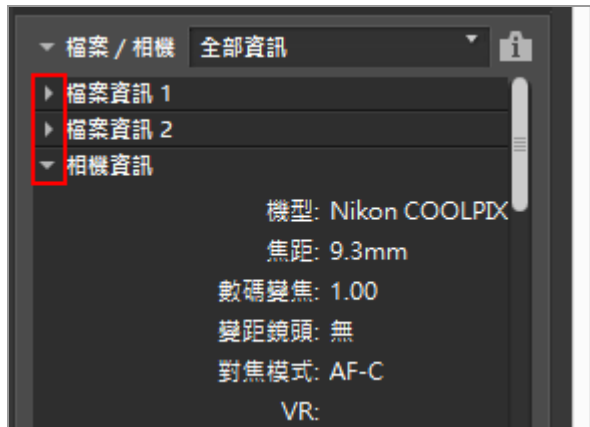 檔案 / 相機 全部資訊
檔案資訊 1
檔案資訊 2
相機資訊
機型: Nikon COOLPIX
焦距: 9.3mm
數碼變焦: 1.00
變距鏡頭: 無
對焦模式: AF-C
VR: